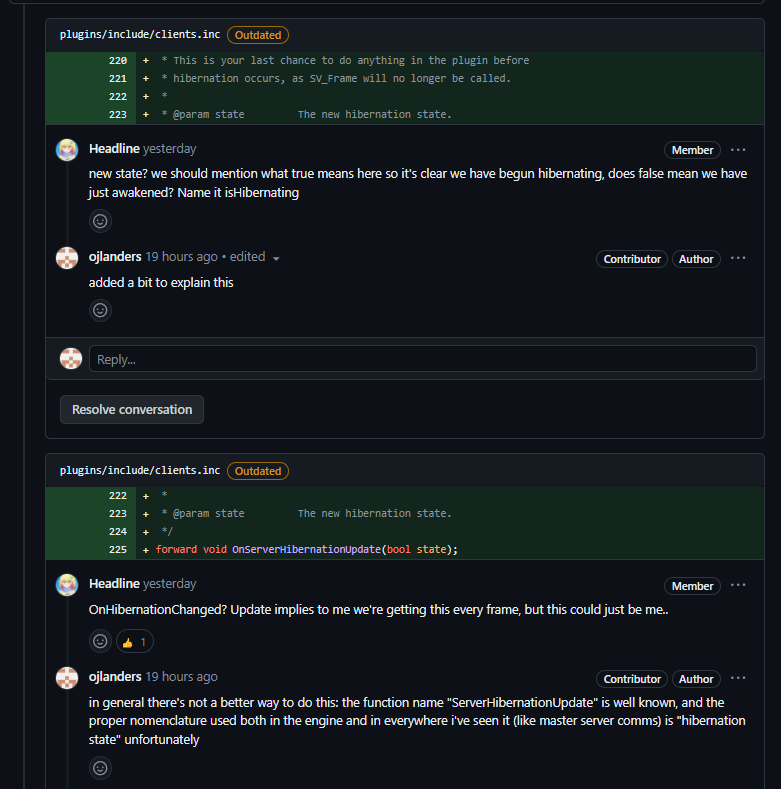 plugins/include/clients.inc Outdated
220 + * This is your last chance to do anything in the plugin before
221 + * hibernation occurs, as SV_Frame will no longer be called.
222 + *
223 + * @param state The new hibernation state.
Headline yesterday Member
new state? we should mention what true means here so it's clear we have begun hibernating, does false mean we have
just awakened? Name it isHibernating
ojlanders 19 hours ago • edited Contributor Author
added a bit to explain this
Reply...
Resolve conversation
plugins/include/clients.inc Outdated
222 + *
223 + * @param state The new hibernation state.
224 + */
225 + forward void OnServerHibernationUpdate(bool state);
Headline yesterday Member
OnHibernationChanged? Update implies to me we're getting this every frame, but this could just be me..
👍 1
ojlanders 19 hours ago Contributor Author
in general there's not a better way to do this: the function name "ServerHibernationUpdate" is well known, and the
proper nomenclature used both in the engine and in everywhere i've seen it (like master server comms) is "hibernation
state" unfortunately